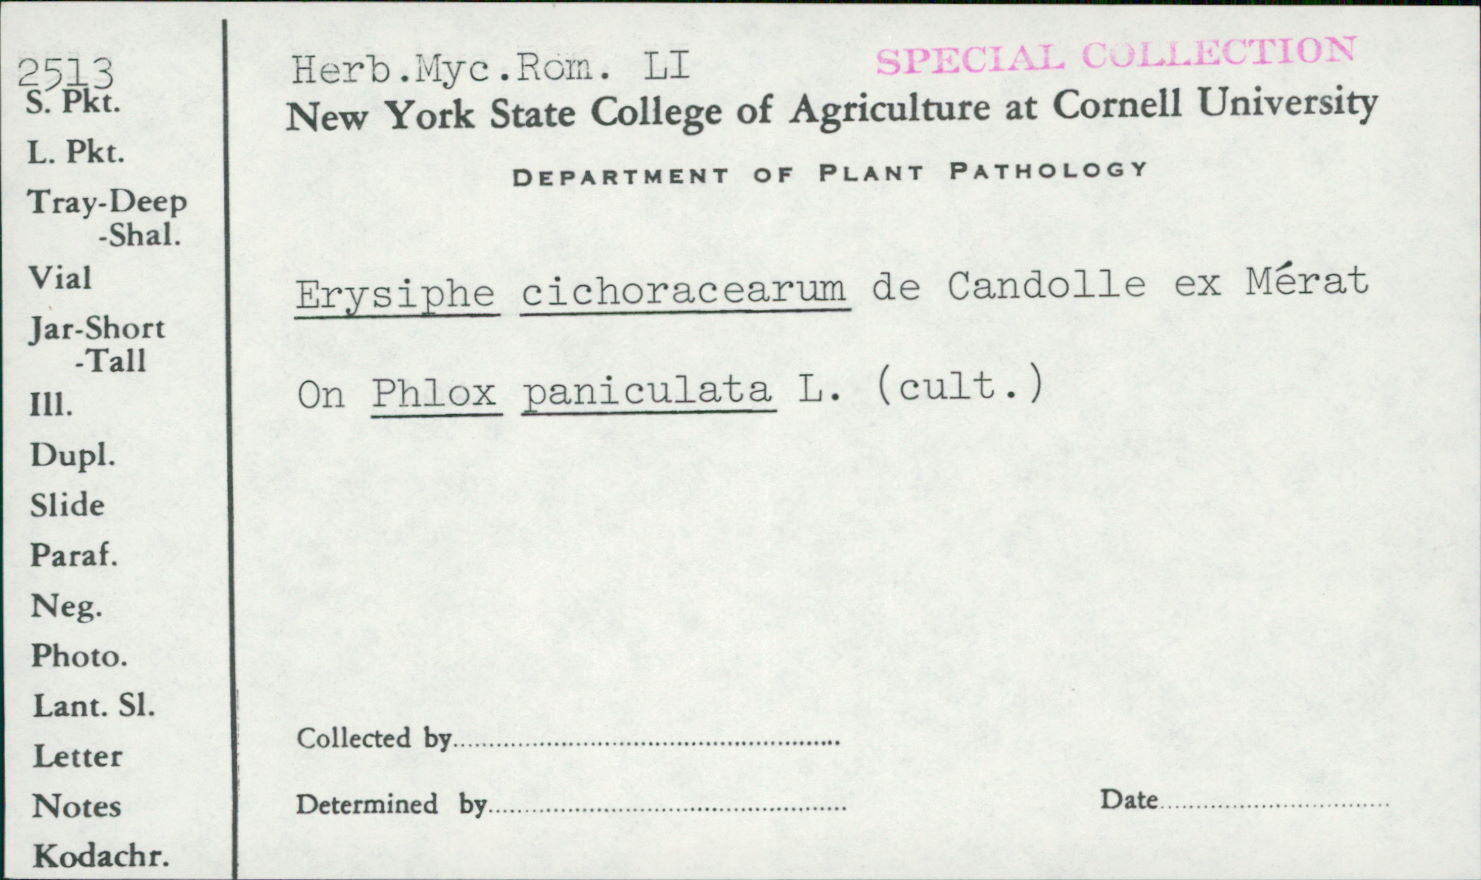 2513
S. Pkt.
L. Pkt.
Tray-Deep
-Shal.
Vial
Jar-Short
-Tall
Ill.
Dupl.
Slide
Paraf.
Neg.
Photo.
Lant. Sl.
Letter
Notes
Kodachr.
Herb.Myc.Rom. LI
SPECIAL COLLECTION
New York State College of Agriculture at Cornell University
DEPARTMENT OF PLANT PATHOLOGY
Erysiphe cichoracearum de Candolle ex Mérat
On Phlox paniculata L. (cult.)
Collected by
Determined by
Date